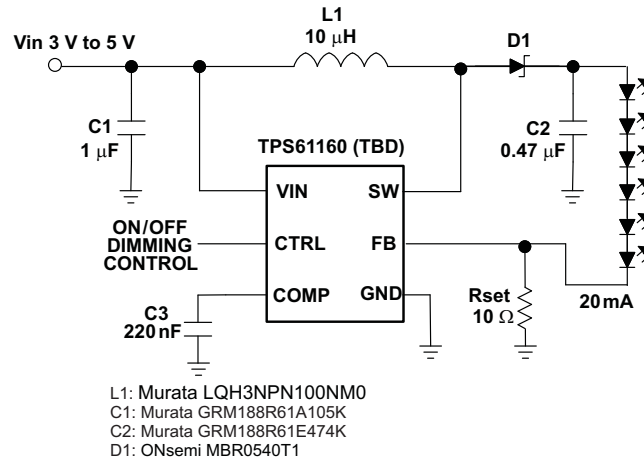 L1
Vin 3 V to 5 V
10 μH
D1
C1
1 μF
TPS61160 (TBD)
C2
0.47 μF
VIN
SW
ON/OFF
DIMMING
CONTROL
CTRL
FB
COMP
GND
C3
220 nF
Rset
10 Ω
20 mA
L1: Murata LQH3NPN100NM0
C1: Murata GRM188R61A105K
C2: Murata GRM188R61E474K
D1: ONsemi MBR0540T1